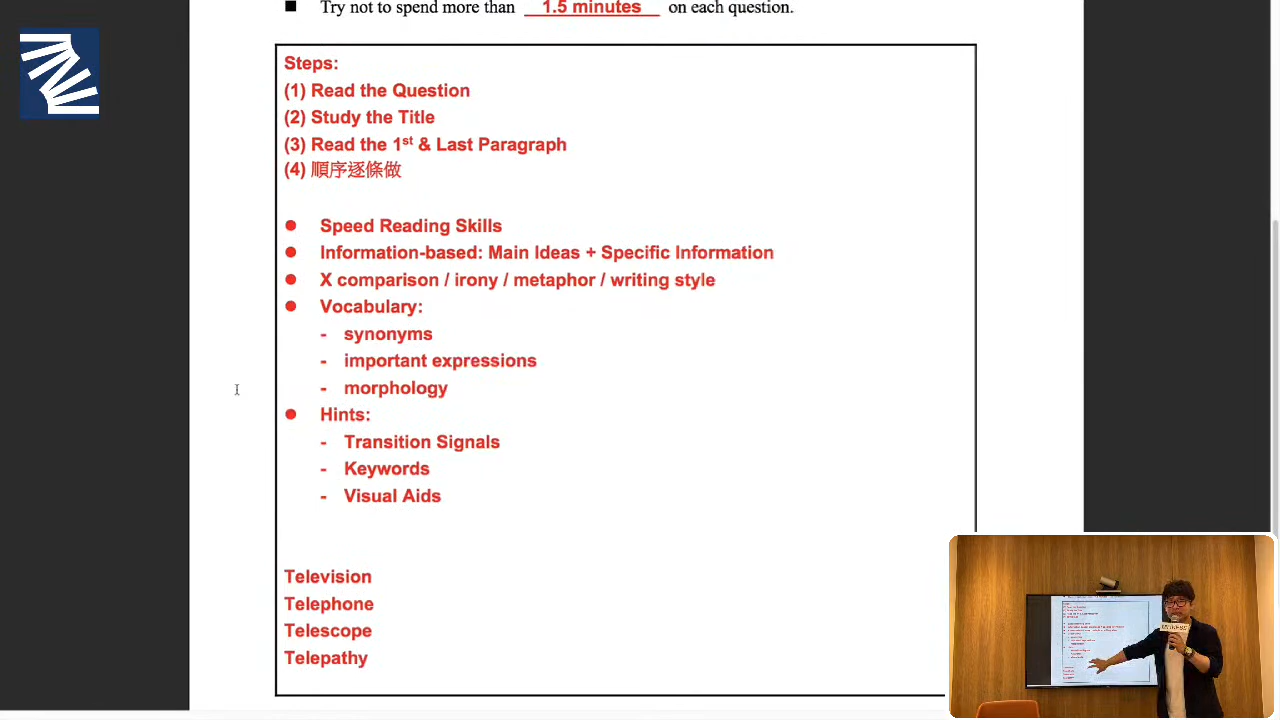 ■ Try not to spend more than 1.5 minutes on each question.
Steps:
(1) Read the Question
(2) Study the Title
(3) Read the 1st & Last Paragraph
(4) 順序逐條做
● Speed Reading Skills
● Information-based: Main Ideas + Specific Information
● X comparison / irony / metaphor / writing style
● Vocabulary:
- synonyms
- important expressions
- morphology
● Hints:
- Transition Signals
- Keywords
- Visual Aids
Television
Telephone
Telescope
Telepathy